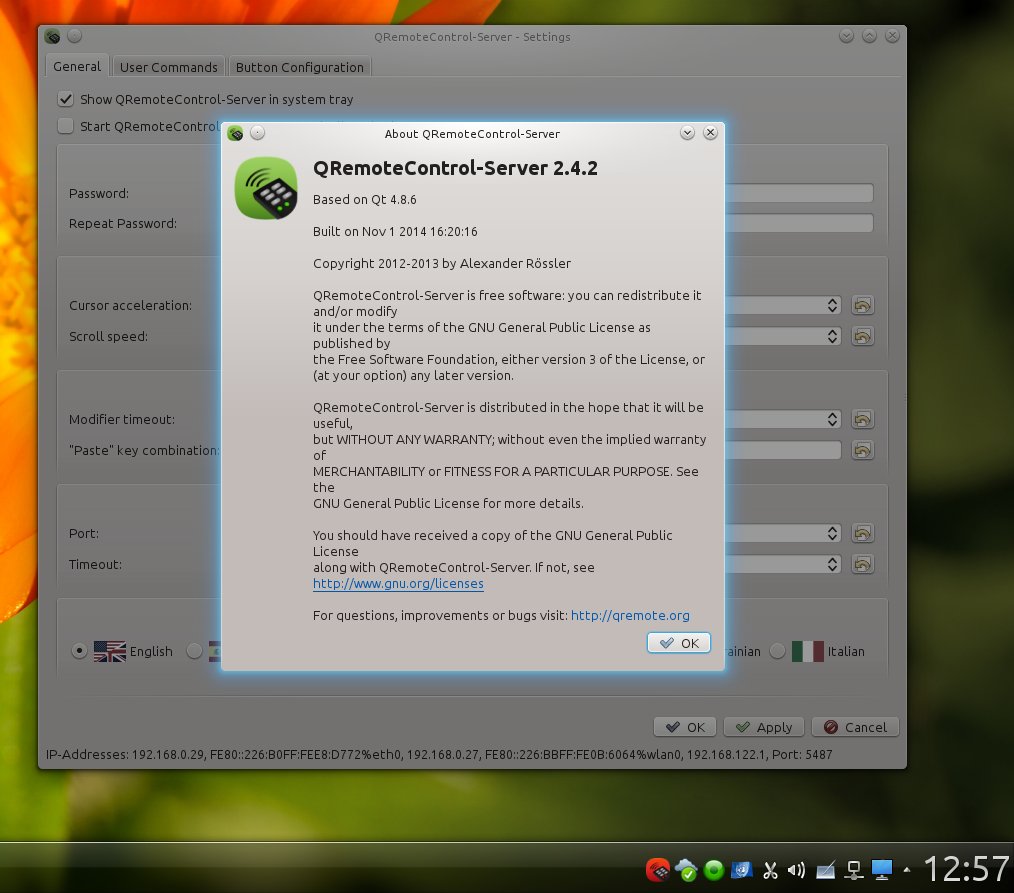 QRemoteControl-Server - Settings
General
User Commands
Button Configuration
Show QRemoteControl-Server in system tray
Start QRemoteControl
About QRemoteControl-Server
QRemoteControl-Server 2.4.2
Based on Qt 4.8.6
Built on Nov 1 2014 16:20:16
Copyright 2012-2013 by Alexander Rössler
QRemoteControl-Server is free software: you can redistribute it
and/or modify
it under the terms of the GNU General Public License as
published by
the Free Software Foundation, either version 3 of the License, or
(at your option) any later version.
QRemoteControl-Server is distributed in the hope that it will be
useful,
but WITHOUT ANY WARRANTY; without even the implied warranty
of
MERCHANTABILITY or FITNESS FOR A PARTICULAR PURPOSE. See
the
GNU General Public License for more details.
You should have received a copy of the GNU General Public
License
along with QRemoteControl-Server. If not, see
http://www.gnu.org/licenses
For questions, improvements or bugs visit: http://qremote.org
OK
Password:
Repeat Password:
Cursor acceleration:
Scroll speed:
Modifier timeout:
"Paste" key combination:
Port:
Timeout:
English
ainian
Italian
OK
Apply
Cancel
IP-Addresses: 192.168.0.29, FE80::226:B0FF:FEE8:D772%eth0, 192.168.0.27, FE80::226:BBFF:FE0B:6064%wlan0, 192.168.122.1, Port: 5487
12:57